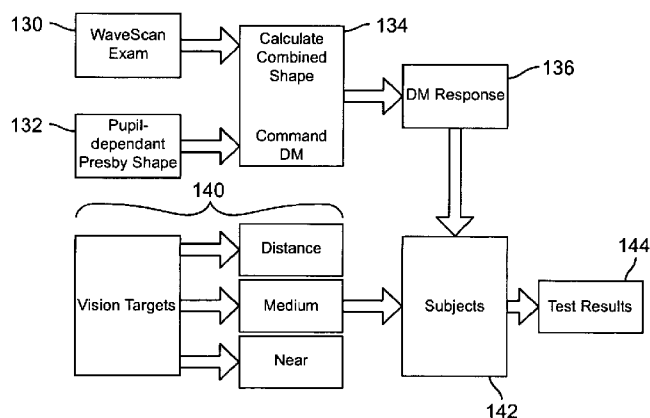 130
WaveScan
Exam
132
Pupil-
dependant
Presby Shape
Calculate
Combined
Shape
Command
DM
134
DM Response
136
140
Vision Targets
Distance
Medium
Near
Subjects
142
Test Results
144